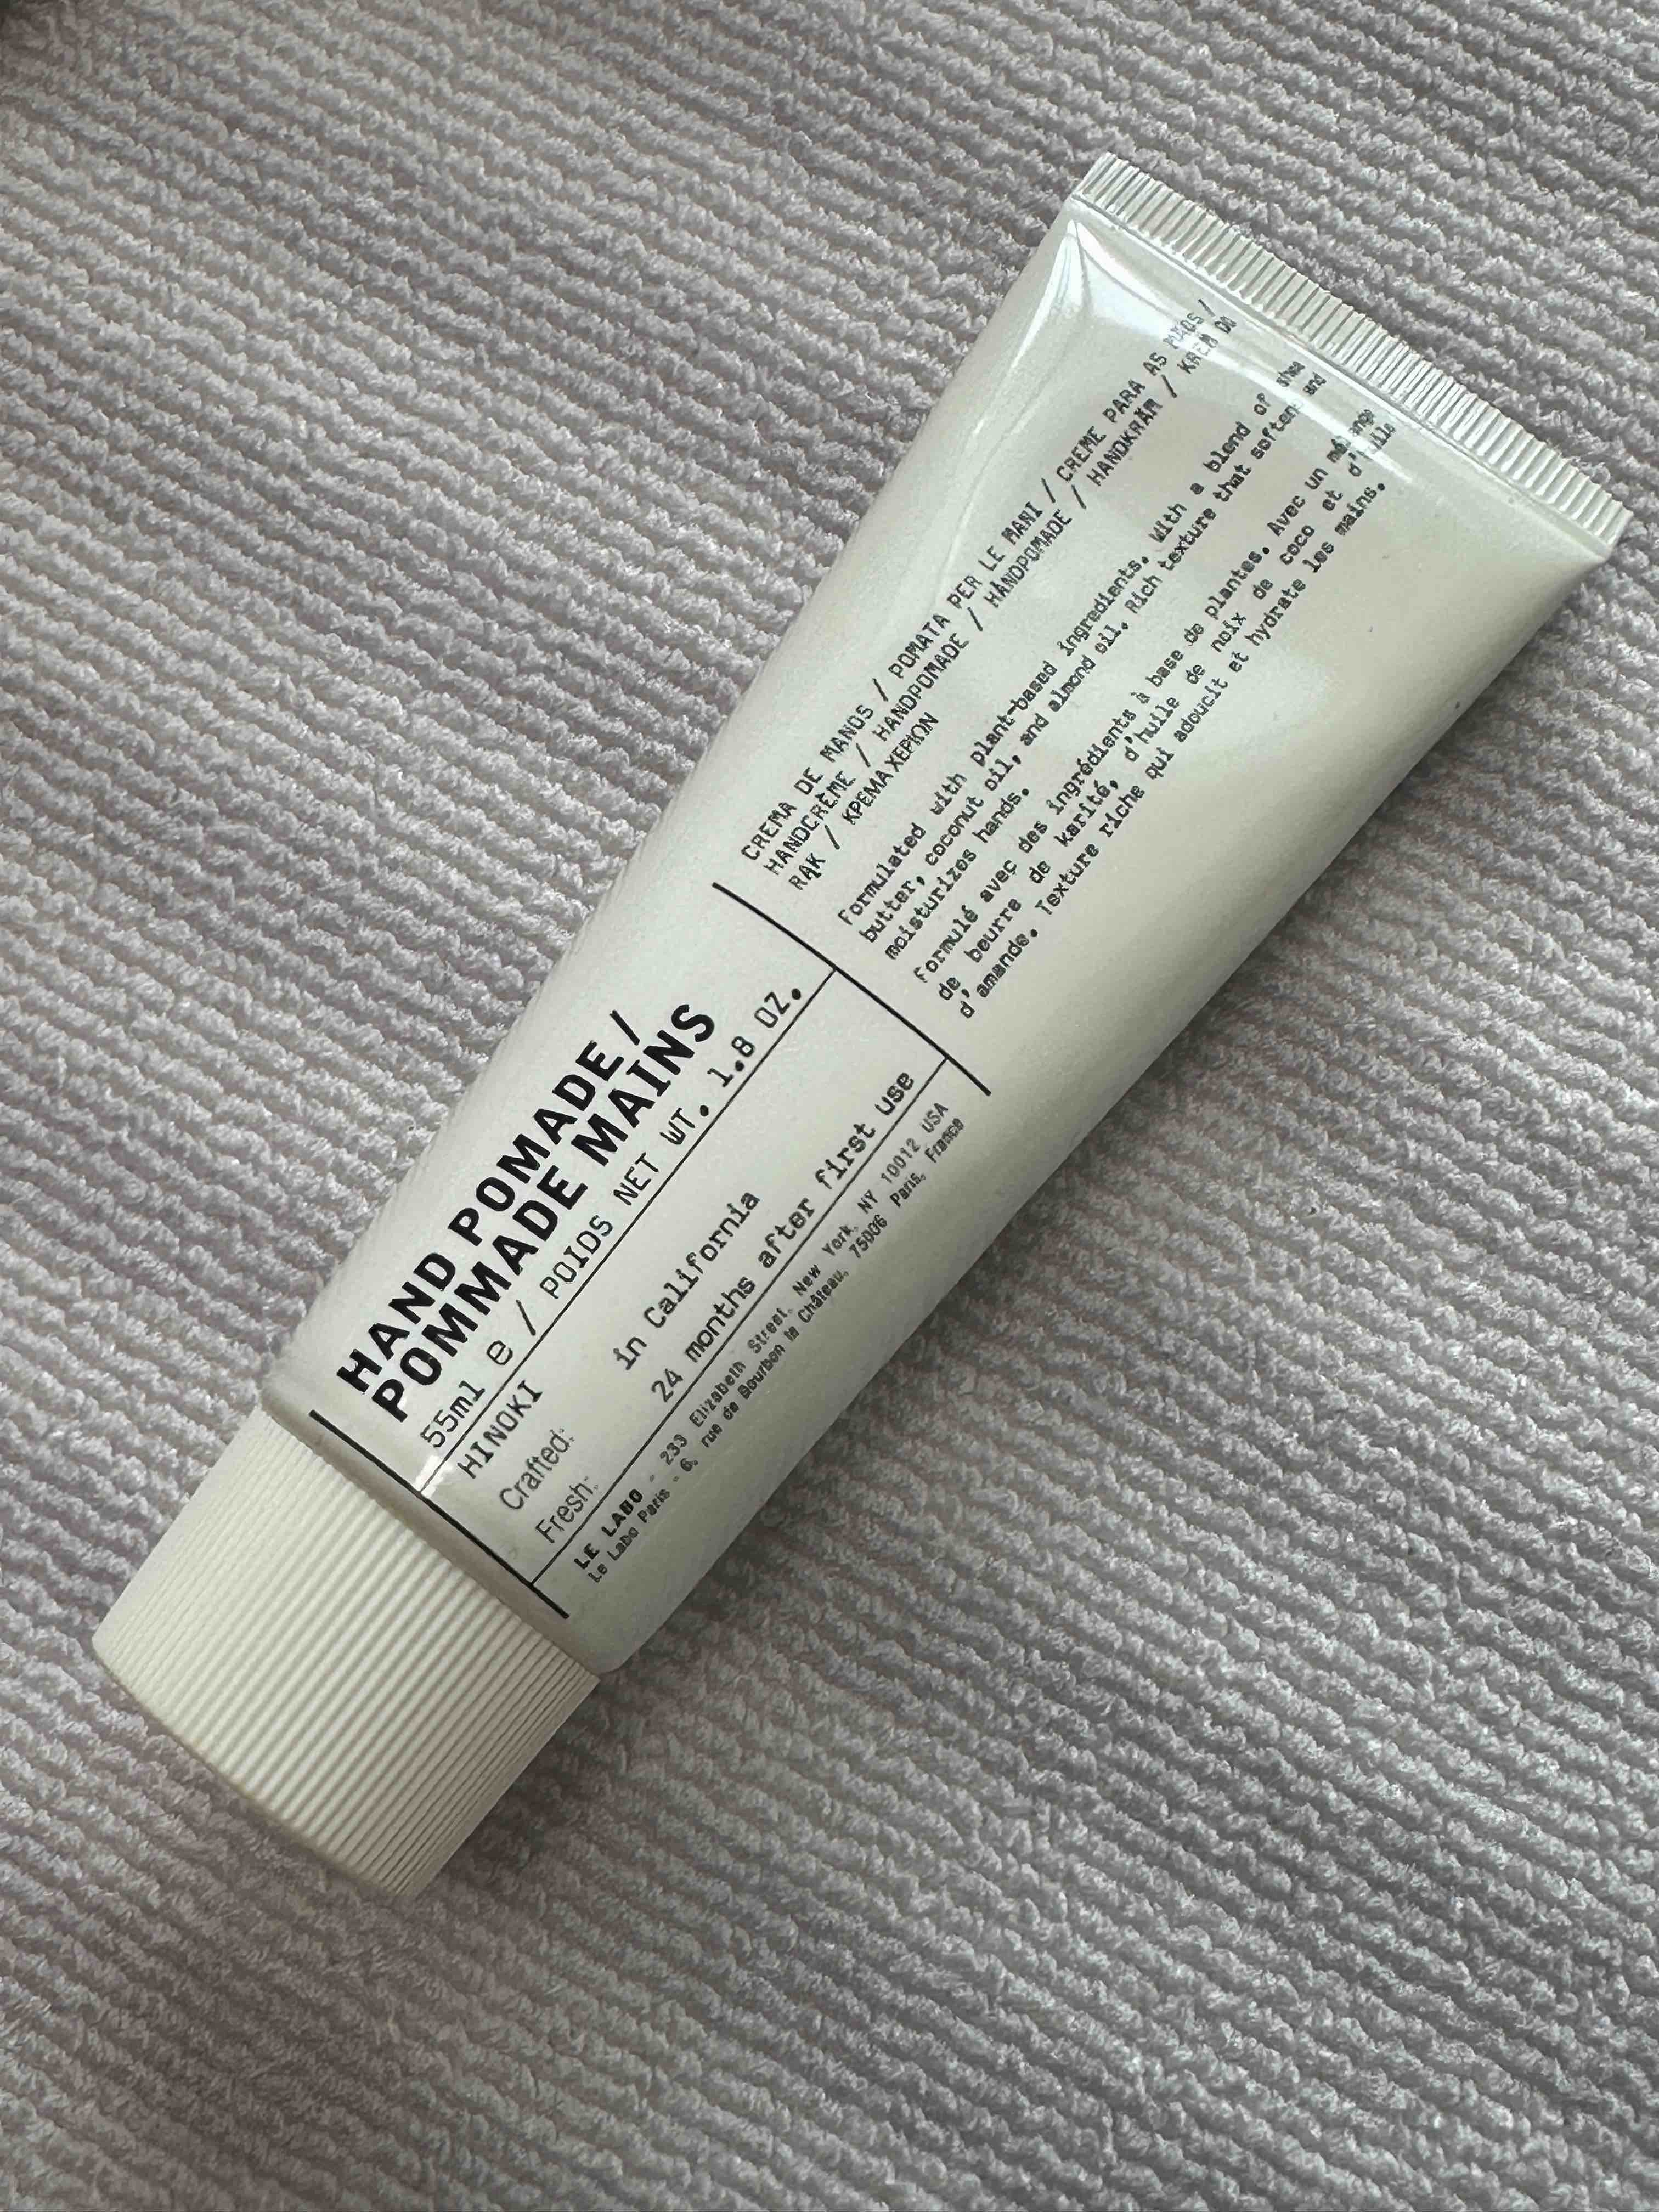 HAND POMADE /
POMMADE MAINS
55ml e / POIDS NET WT. 1.8 OZ.
HINOKI
Crafted: in California
Fresh: 24 months after first use
LE LABO - 233 Elizabeth Street, New York, NY 10012 USA
Le Labo Paris - 6, rue de Bourbon le Château, 75006 Paris, France
CREMA DE MANOS / POMATA PER LE MANI / CREME PARA AS MÃOS /
HANDCRÈME / HANDPOMADE / HÅNDPOMADE / HANDKRÄM / KREM DO
RĄK / ΚΡΕΜΑ ΧΕΡΙΩΝ
Formulated with plant-based ingredients. With a blend of shea
butter, coconut oil, and almond oil. Rich texture that softens and
moisturizes hands.
Formulé avec des ingrédients à base de plantes. Avec un mélange
de beurre de karité, d'huile de noix de coco et d'huile
d'amande. Texture riche qui adoucit et hydrate les mains.